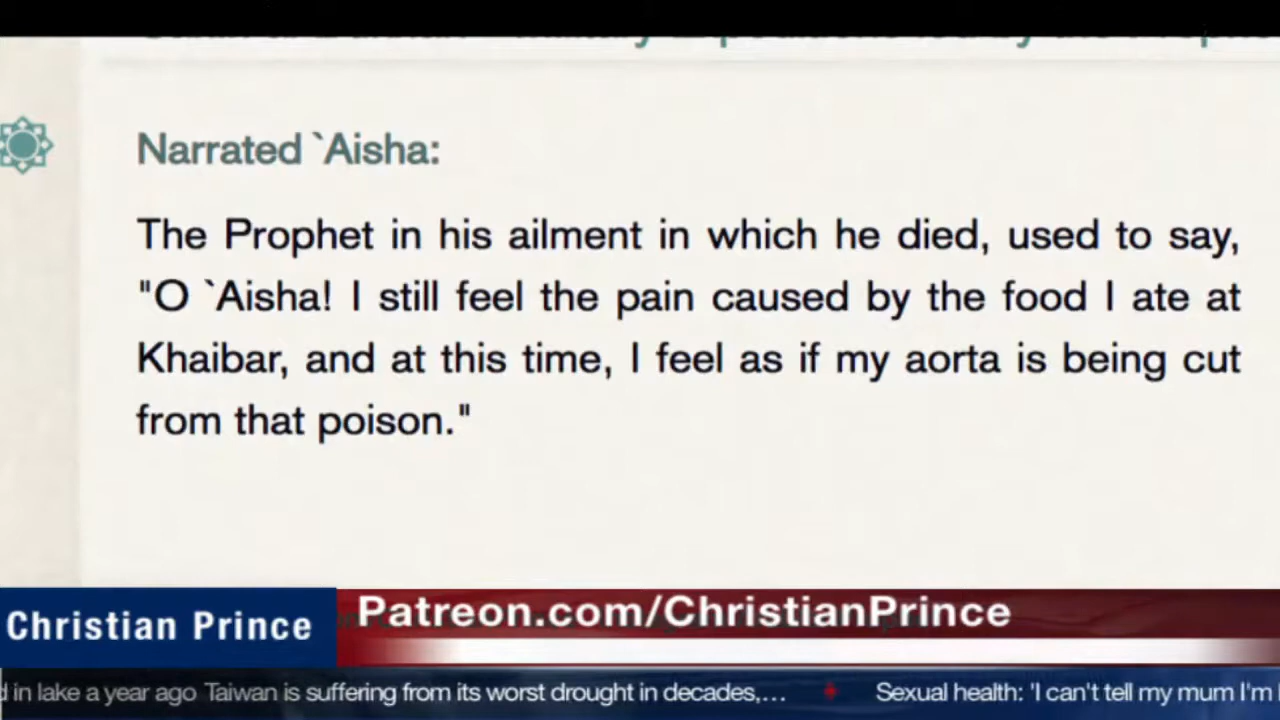 Narrated `Aisha:
The Prophet in his ailment in which he died, used to say,
"O `Aisha! I still feel the pain caused by the food I ate at
Khaibar, and at this time, I feel as if my aorta is being cut
from that poison."
Christian Prince
Patreon.com/ChristianPrince
in lake a year ago Taiwan is suffering from its worst drought in decades,... Sexual health: 'I can't tell my mum I'm